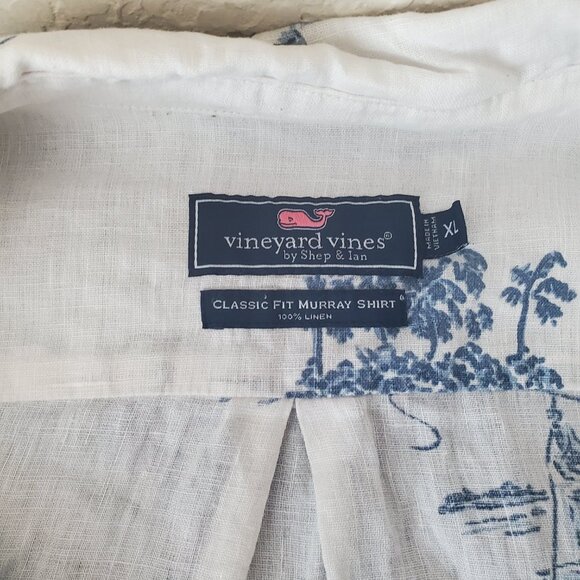 vineyard vines®
by Shep & Ian
MADE IN
VIETNAM
XL
CLASSIC FIT MURRAY SHIRT
100% LINEN